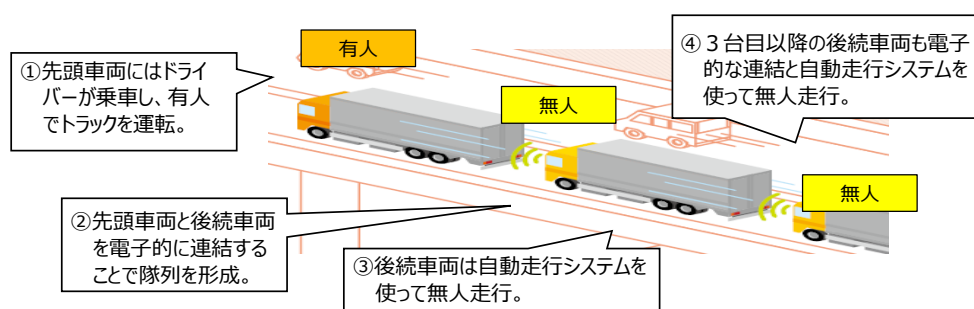 有人
①先頭車両にはドライ
バーが乗車し、有人
でトラックを運転。
無人
④３台目以降の後続車両も電子
的な連結と自動走行システムを
使って無人走行。
無人
②先頭車両と後続車両
を電子的に連結する
ことで隊列を形成。
③後続車両は自動走行システムを
使って無人走行。